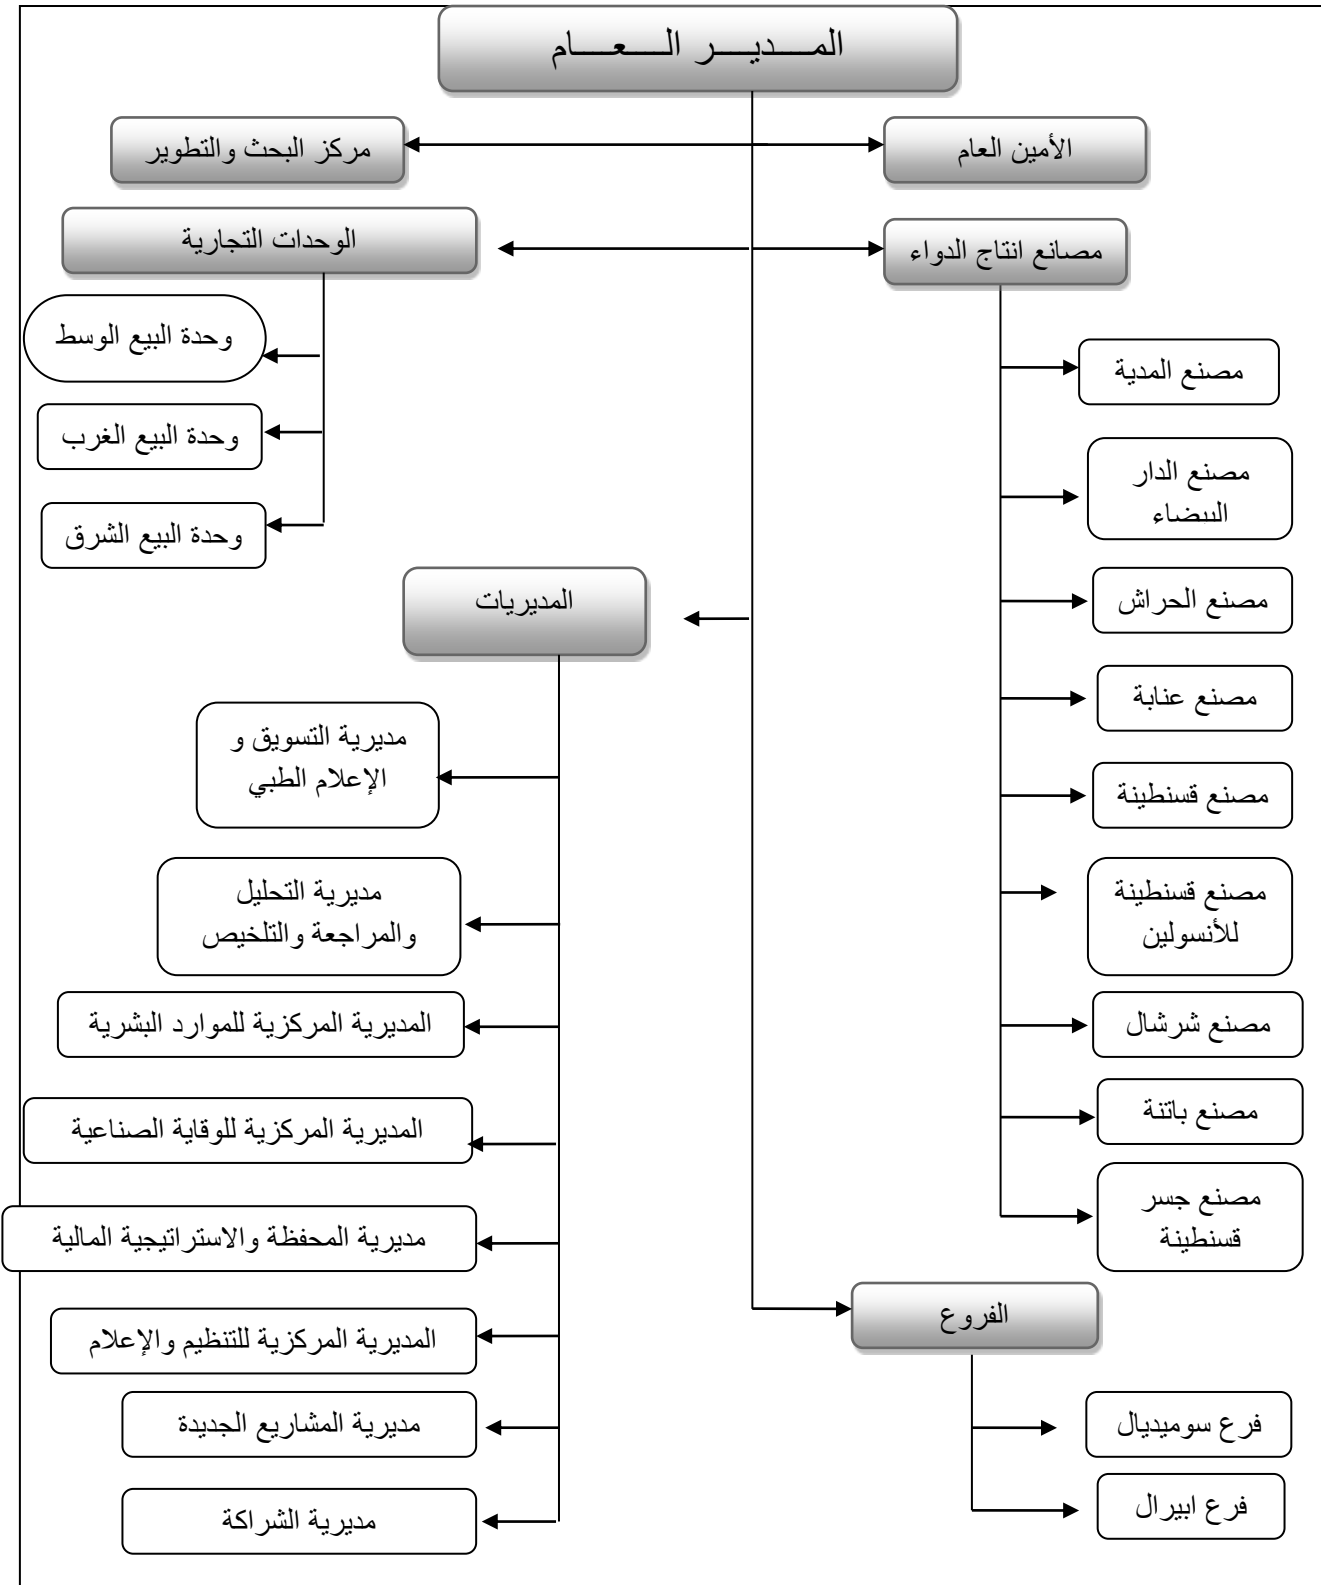 المـــديـــر الـــعـــام
الأمين العام
مركز البحث والتطوير
مصانع انتاج الدواء
الوحدات التجارية
وحدة البيع الوسط
وحدة البيع الغرب
وحدة البيع الشرق
مصنع المدية
مصنع الدار
البيضاء
مصنع الحراش
مصنع عنابة
مصنع قسنطينة
مصنع قسنطينة
للأنسولين
مصنع شرشال
مصنع باتنة
مصنع جسر
قسنطينة
المديريات
مديرية التسويق و
الإعلام الطبي
مديرية التحليل
والمراجعة والتلخيص
المديرية المركزية للموارد البشرية
المديرية المركزية للوقاية الصناعية
مديرية المحفظة والاستراتيجية المالية
المديرية المركزية للتنظيم والإعلام
مديرية المشاريع الجديدة
مديرية الشراكة
الفروع
فرع سوميديال
فرع ابيرال